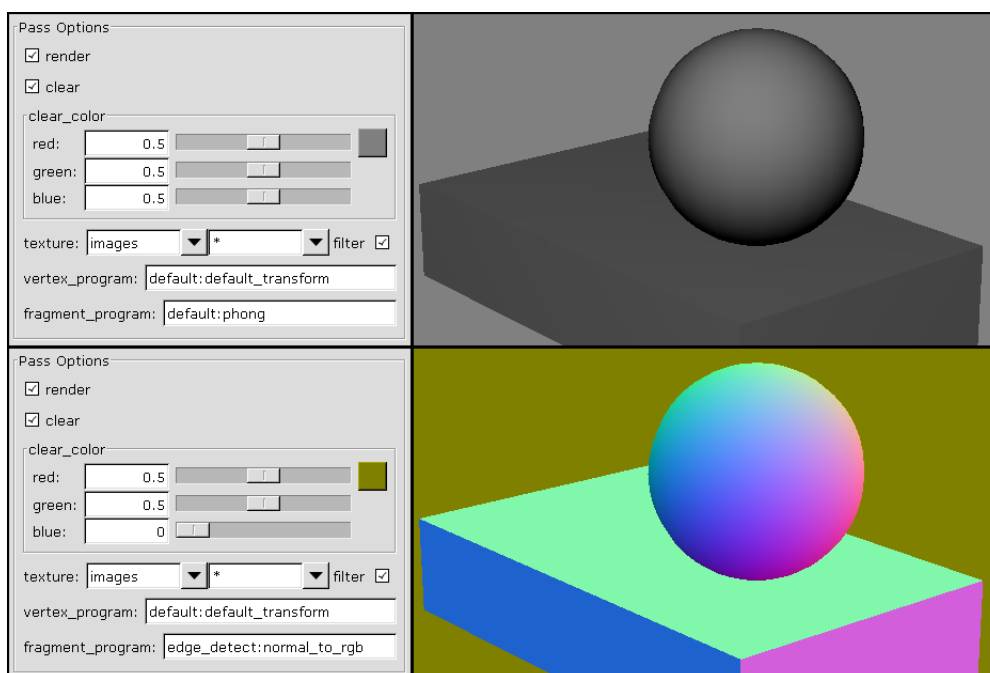 Pass Options
render
clear
clear_color
red: 0.5
green: 0.5
blue: 0.5
texture: images * filter
vertex_program: default:default_transform
fragment_program: default:phong
Pass Options
render
clear
clear_color
red: 0.5
green: 0.5
blue: 0
texture: images * filter
vertex_program: default:default_transform
fragment_program: edge_detect:normal_to_rgb